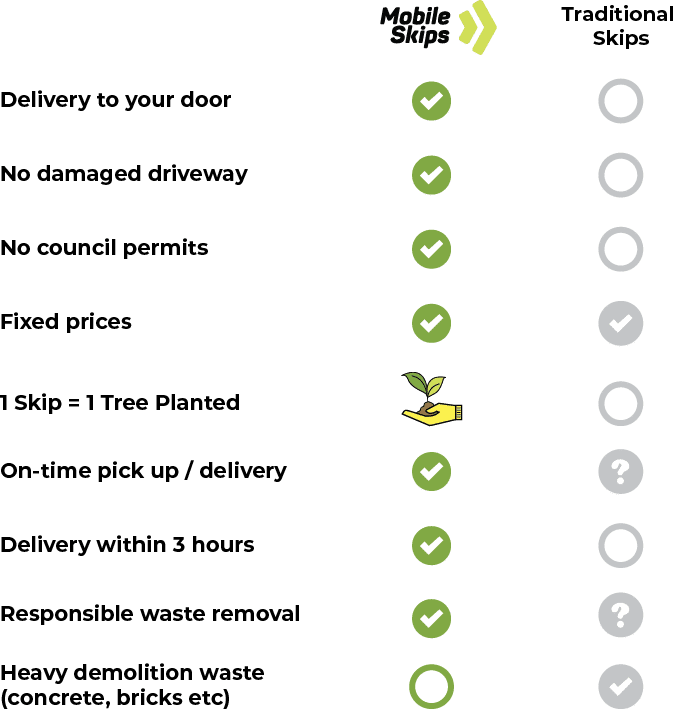 Mobile
Skips
Traditional
Skips
Delivery to your door
No damaged driveway
No council permits
Fixed prices
1 Skip = 1 Tree Planted
On-time pick up / delivery
?
Delivery within 3 hours
Responsible waste removal
?
Heavy demolition waste
(concrete, bricks etc)